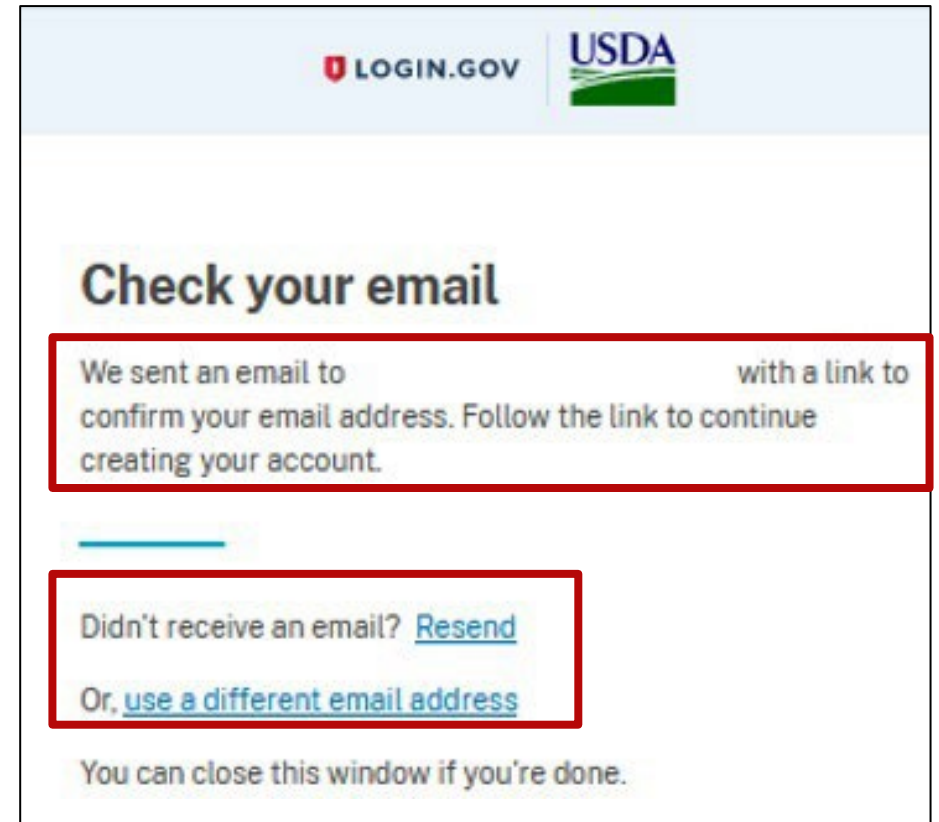 LOGIN.GOV USDA
Check your email
We sent an email to with a link to
confirm your email address. Follow the link to continue
creating your account.
Didn't receive an email? Resend
Or, use a different email address
You can close this window if you're done.